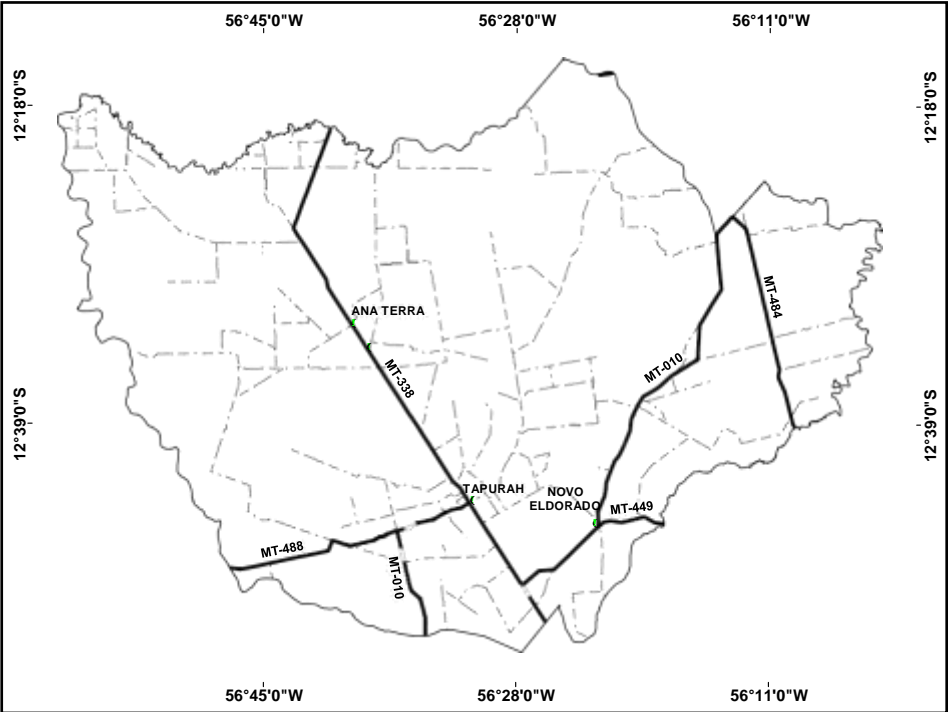 56°45'0"W
56°28'0"W
56°11'0"W
12°18'0"S
12°18'0"S
MT-484
ANA TERRA
MT-010
MT-338
12°39'0"S
12°39'0"S
TAPURAH
NOVO
ELDORADO
MT-449
MT-488
MT-010
56°45'0"W
56°28'0"W
56°11'0"W